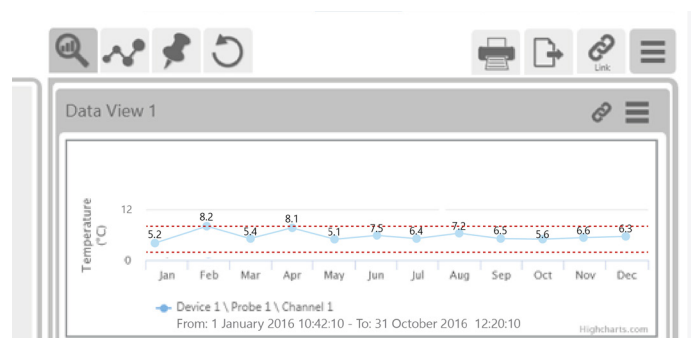 Link
Data View 1
Temperature
(°C)
12
0
5.2 8.2 5.4 8.1 5.1 7.5 6.4 7.2 6.5 5.6 6.6 6.3
Jan Feb Mar Apr May Jun Jul Aug Sep Oct Nov Dec
Device 1 \ Probe 1 \ Channel 1
From: 1 January 2016 10:42:10 - To: 31 October 2016 12:20:10
Highcharts.com